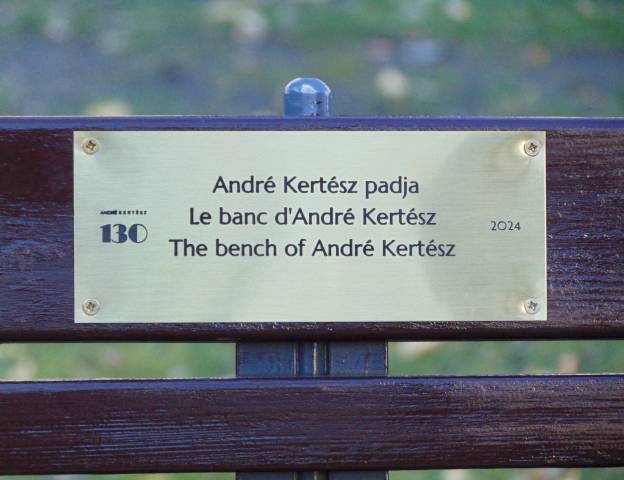 André Kertész padja
Le banc d'André Kertész
The bench of André Kertész
ANDRÉ KERTÉSZ
130
2024